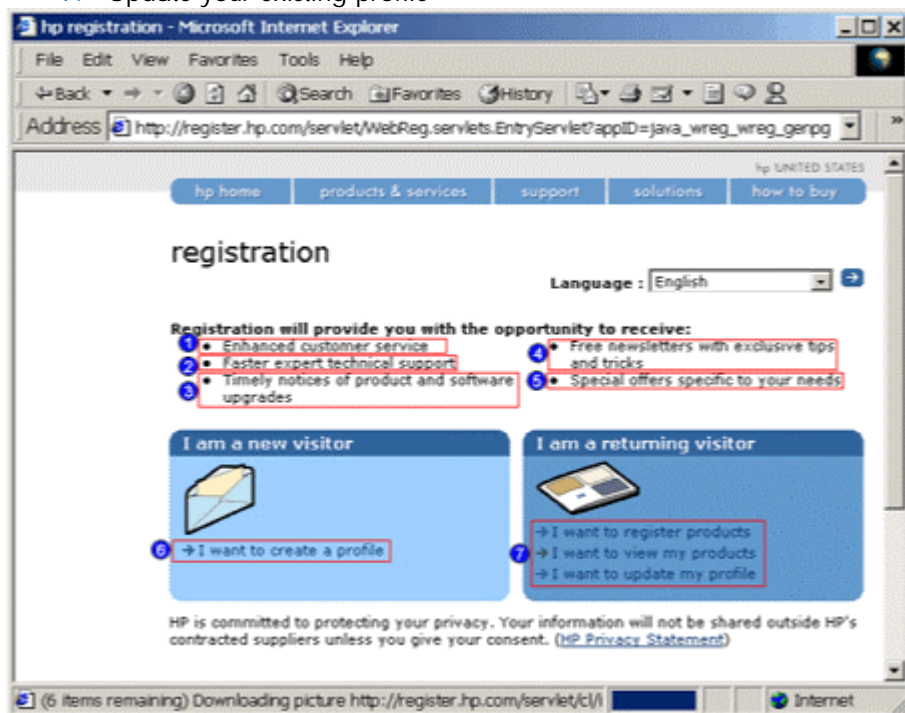 Update your existing profile
hp registration - Microsoft Internet Explorer
File Edit View Favorites Tools Help
Back Search Favorites History
Address http://register.hp.com/servlet/WebReg.servlets.EntryServlet?appID=java_wreg_wreg_genpg
hp UNITED STATES
hp home products & services support solutions how to buy
registration
Language : English
Registration will provide you with the opportunity to receive:
1 • Enhanced customer service
2 • Faster expert technical support
3 • Timely notices of product and software
upgrades
4 • Free newsletters with exclusive tips
and tricks
5 • Special offers specific to your needs
I am a new visitor
6 → I want to create a profile
I am a returning visitor
→ I want to register products
7 → I want to view my products
→ I want to update my profile
HP is committed to protecting your privacy. Your information will not be shared outside HP's
contracted suppliers unless you give your consent. (HP Privacy Statement)
(6 items remaining) Downloading picture http://register.hp.com/servlet/cl/i Internet